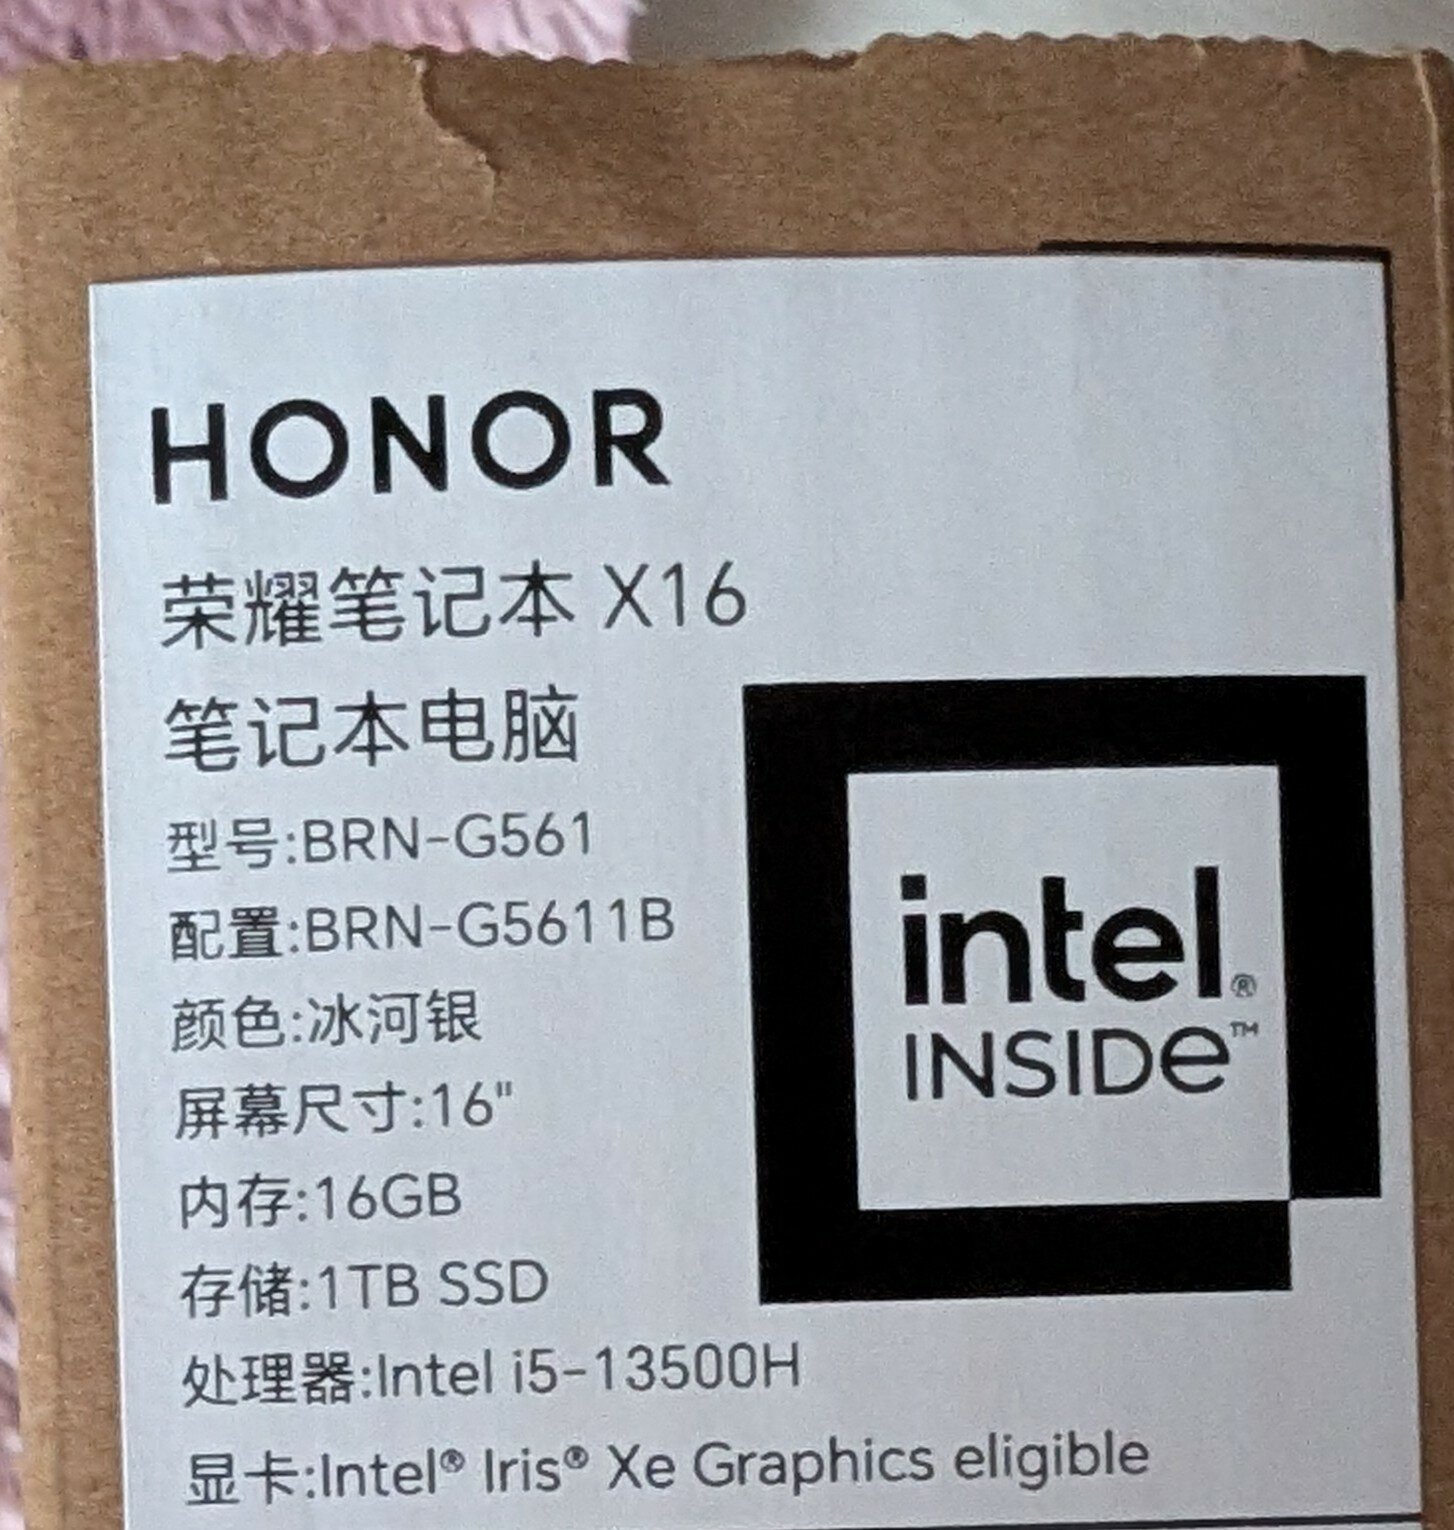 HONOR
荣耀笔记本 X16
笔记本电脑
型号:BRN-G561
配置:BRN-G5611B
颜色:冰河银
屏幕尺寸:16"
内存:16GB
存储:1TB SSD
处理器:Intel i5-13500H
显卡:Intel® Iris® Xe Graphics eligible
intel®
INSIDe™